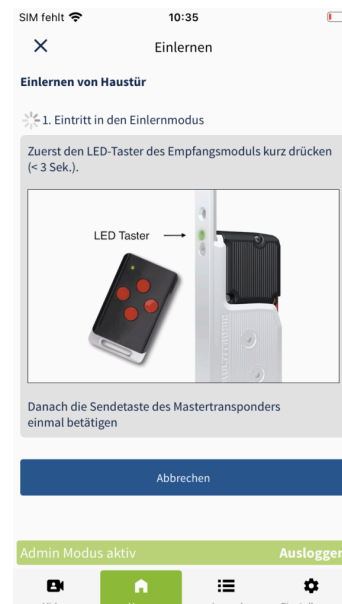 SIM fehlt 10:35
Einlernen
Einlernen von Haustür
1. Eintritt in den Einlernmodus
Zuerst den LED-Taster des Empfangsmoduls kurz drücken
(< 3 Sek.).
LED Taster
Danach die Sendetaste des Mastertransponders
einmal betätigen
Abbrechen
Admin Modus aktiv Ausloggen